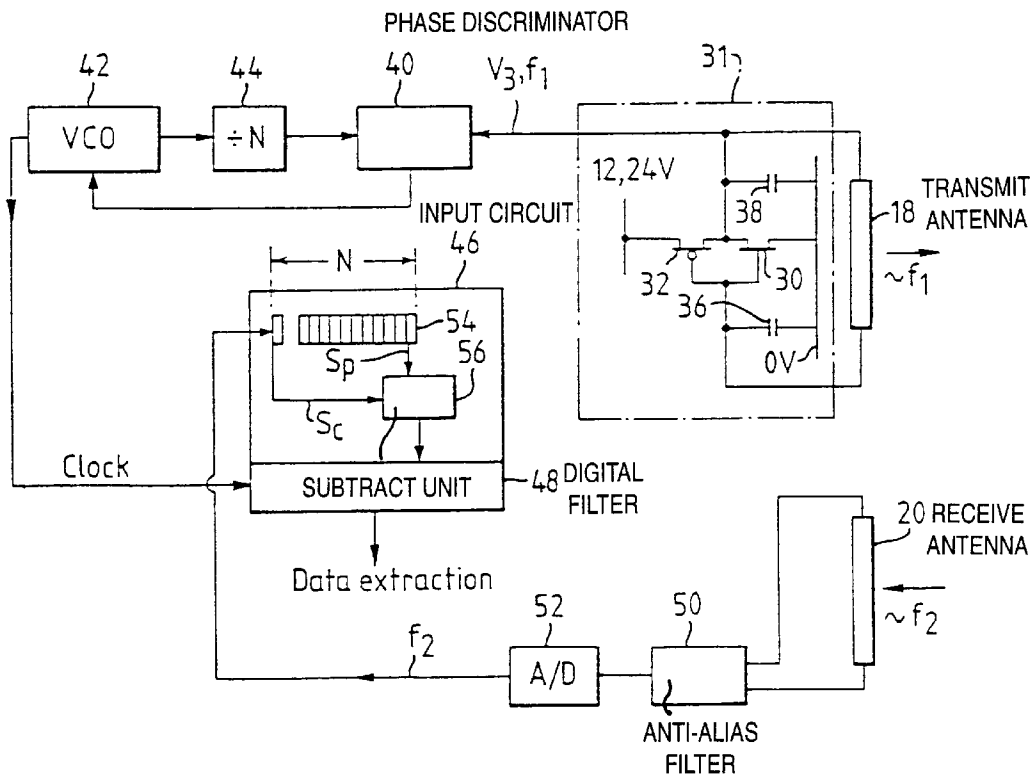 PHASE DISCRIMINATOR
42
44
40
V3,f1
31
VCO
÷N
12,24V
38
18
TRANSMIT
ANTENNA
~f1
INPUT CIRCUIT
46
N
32
30
36
0V
54
Sp
56
Sc
Clock
SUBTRACT UNIT
48
DIGITAL
FILTER
20
RECEIVE
ANTENNA
~f2
Data extraction
52
50
f2
A/D
ANTI-ALIAS
FILTER